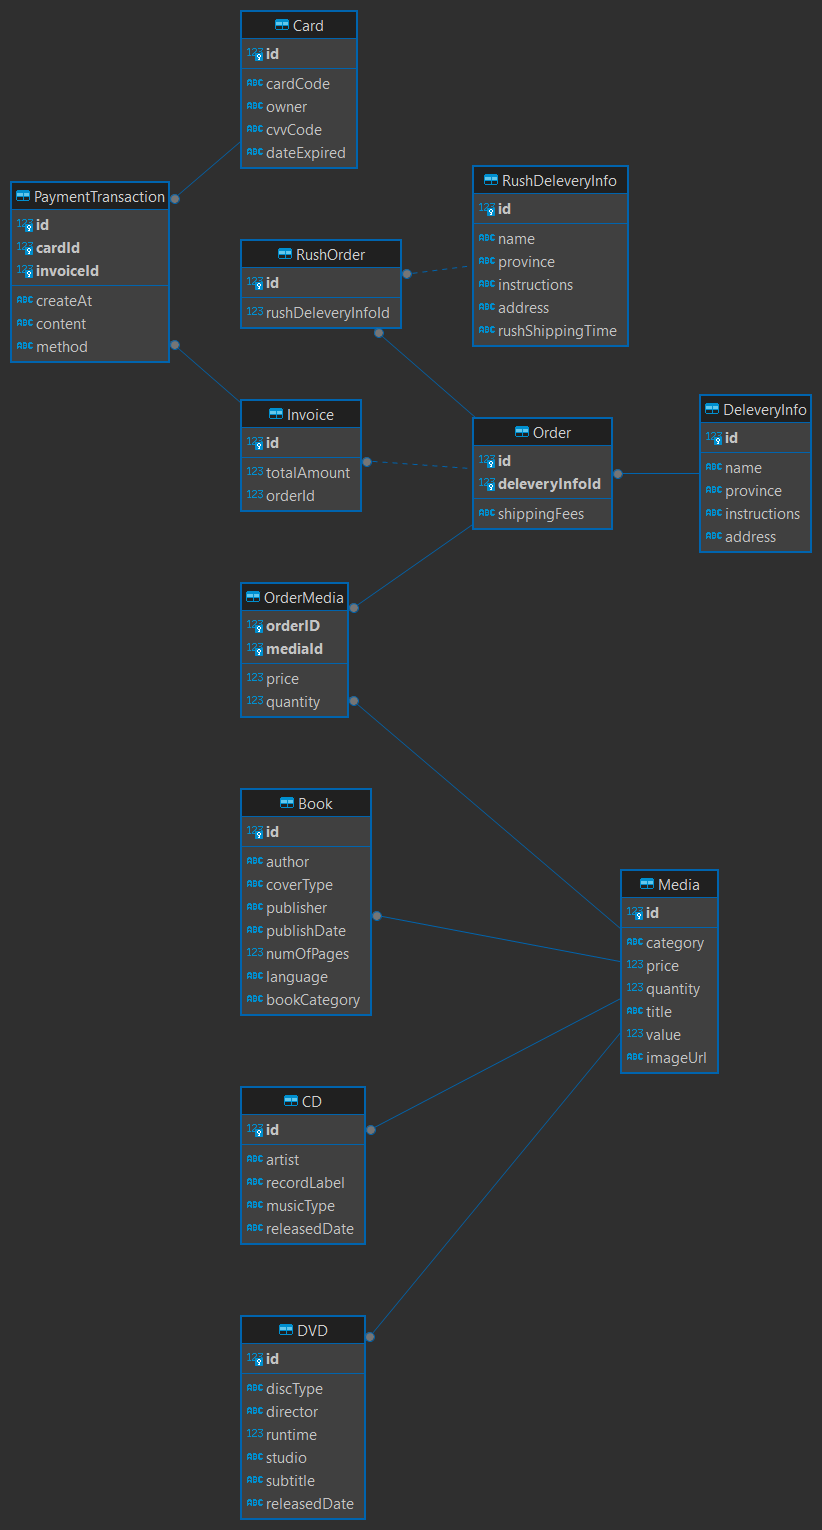 Card
id
cardCode
owner
cvvCode
dateExpired
PaymentTransaction
id
cardId
invoiceId
createAt
content
method
RushOrder
id
rushDeleveryInfoId
RushDeleveryInfo
id
name
province
instructions
address
rushShippingTime
Invoice
id
totalAmount
orderId
Order
id
deleveryInfoId
shippingFees
DeleveryInfo
id
name
province
instructions
address
OrderMedia
orderID
mediaId
price
quantity
Book
id
author
coverType
publisher
publishDate
numOfPages
language
bookCategory
Media
id
category
price
quantity
title
value
imageUrl
CD
id
artist
recordLabel
musicType
releasedDate
DVD
id
discType
director
runtime
studio
subtitle
releasedDate